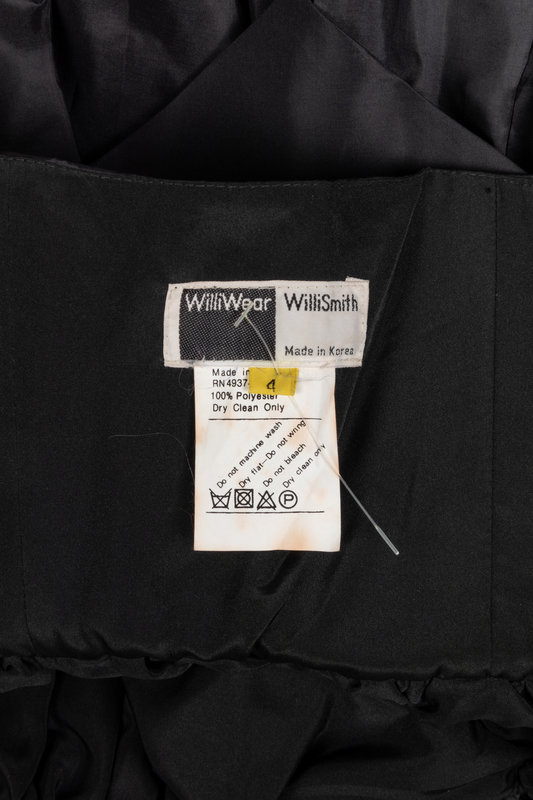 WilliWear WilliSmith
Made in Korea
Made in
4
RN4937
100% Polyester
Dry Clean Only
Do not machine wash
Dry flat—Do not wring
Do not bleach
Dry clean only
P